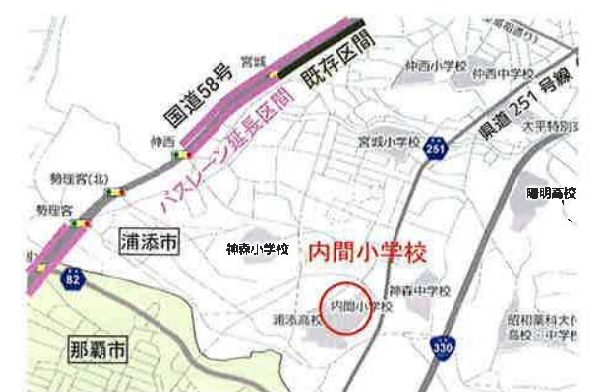 宮城
既存区間
国道58号
バスレーン延長区間
仲西小学校
仲西中学校
県道251号線
仲西
宮城小学校
251
大平特別支
勢理客(北)
陽明高校
勢理客
浦添市
神森小学校
内間小学校
82
内間小学校
神森中学校
浦添高校
昭和薬科大付
高校・中学校
那覇市
330